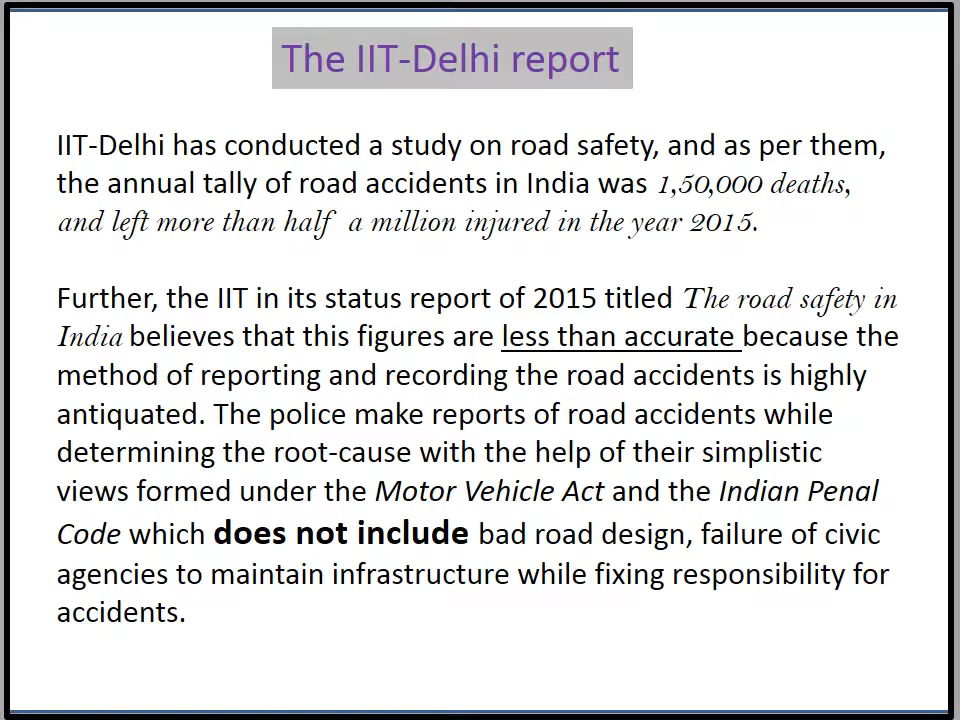 The IIT-Delhi report
IIT-Delhi has conducted a study on road safety, and as per them,
the annual tally of road accidents in India was 1,50,000 deaths,
and left more than half a million injured in the year 2015.
Further, the IIT in its status report of 2015 titled The road safety in
India believes that this figures are less than accurate because the
method of reporting and recording the road accidents is highly
antiquated. The police make reports of road accidents while
determining the root-cause with the help of their simplistic
views formed under the Motor Vehicle Act and the Indian Penal
Code which does not include bad road design, failure of civic
agencies to maintain infrastructure while fixing responsibility for
accidents.